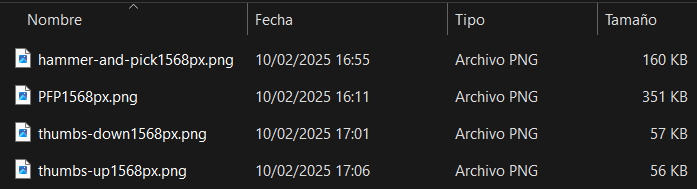 Nombre Fecha Tipo Tamaño
hammer-and-pick1568px.png 10/02/2025 16:55 Archivo PNG 160 KB
PFP1568px.png 10/02/2025 16:11 Archivo PNG 351 KB
thumbs-down1568px.png 10/02/2025 17:01 Archivo PNG 57 KB
thumbs-up1568px.png 10/02/2025 17:06 Archivo PNG 56 KB